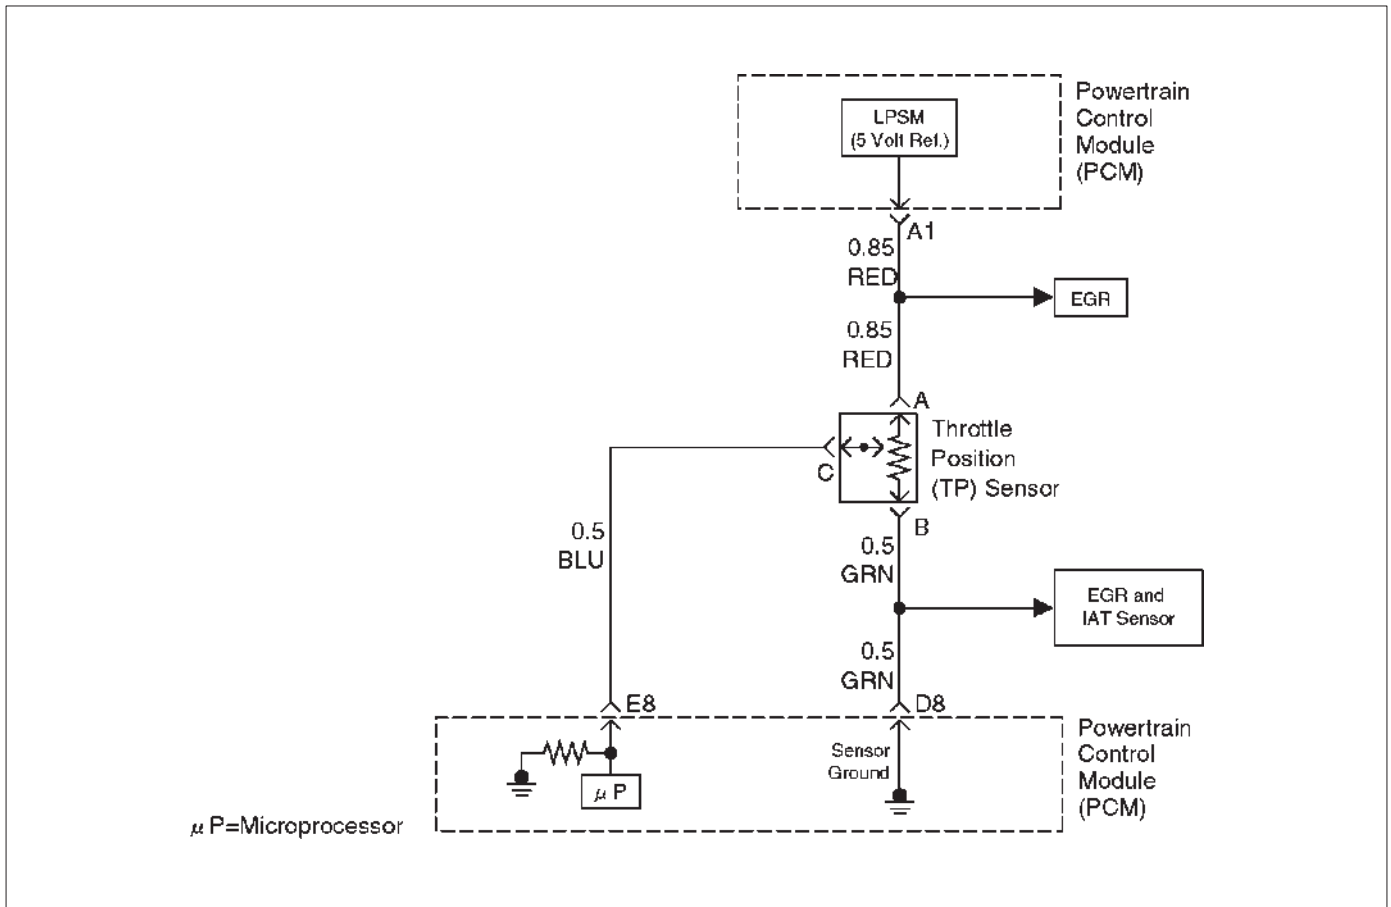 Powertrain
Control
Module
(PCM)
LPSM
(5 Volt Ref.)
A1
0.85
RED
EGR
0.85
RED
A
Throttle
Position
(TP) Sensor
C
B
0.5
BLU
0.5
GRN
EGR and
IAT Sensor
0.5
GRN
E8
D8
Powertrain
Control
Module
(PCM)
Sensor
Ground
μ P
μ P=Microprocessor